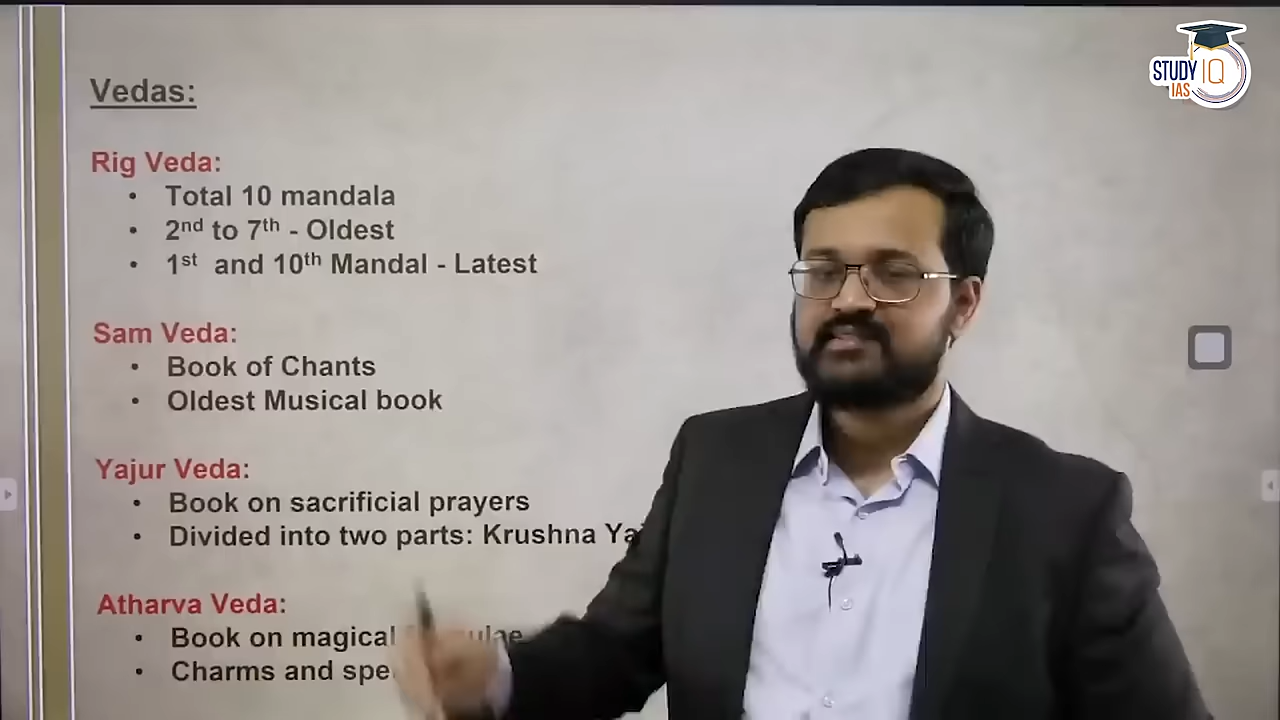 STUDY IQ
IAS
Vedas:
Rig Veda:
• Total 10 mandala
• 2nd to 7th - Oldest
• 1st and 10th Mandal - Latest
Sam Veda:
• Book of Chants
• Oldest Musical book
Yajur Veda:
• Book on sacrificial prayers
• Divided into two parts: Krushna
Atharva Veda:
• Book on magical
• Charms and